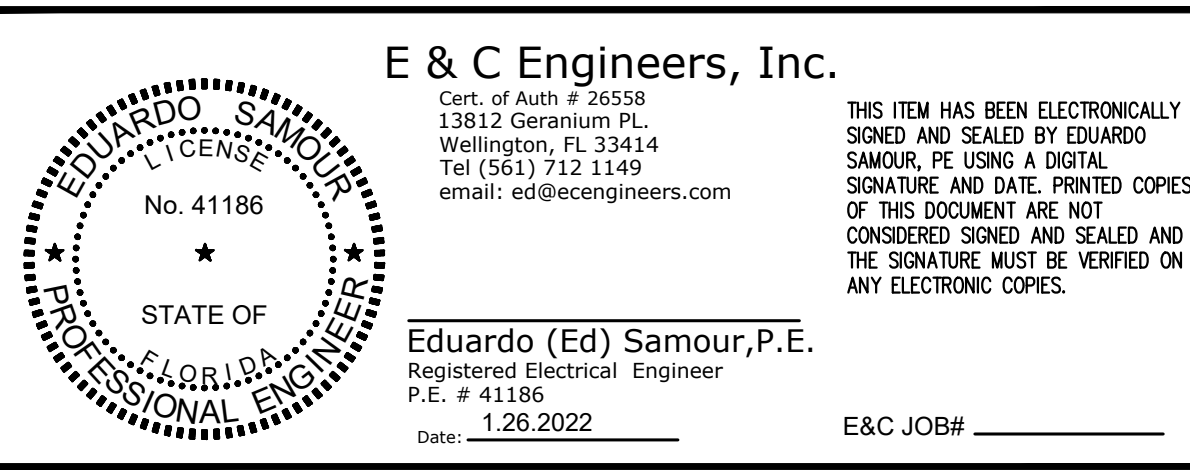 E & C Engineers, Inc.
Cert. of Auth # 26558
13812 Geranium PL.
Wellington, FL 33414
Tel (561) 712 1149
email: ed@ecengineers.com
EDUARDO SAMOUR
LICENSE
No. 41186
STATE OF
FLORIDA
PROFESSIONAL ENGINEER
Eduardo (Ed) Samour,P.E.
Registered Electrical Engineer
P.E. # 41186
Date: 1.26.2022
THIS ITEM HAS BEEN ELECTRONICALLY
SIGNED AND SEALED BY EDUARDO
SAMOUR, PE USING A DIGITAL
SIGNATURE AND DATE. PRINTED COPIES
OF THIS DOCUMENT ARE NOT
CONSIDERED SIGNED AND SEALED AND
THE SIGNATURE MUST BE VERIFIED ON
ANY ELECTRONIC COPIES.
E&C JOB#